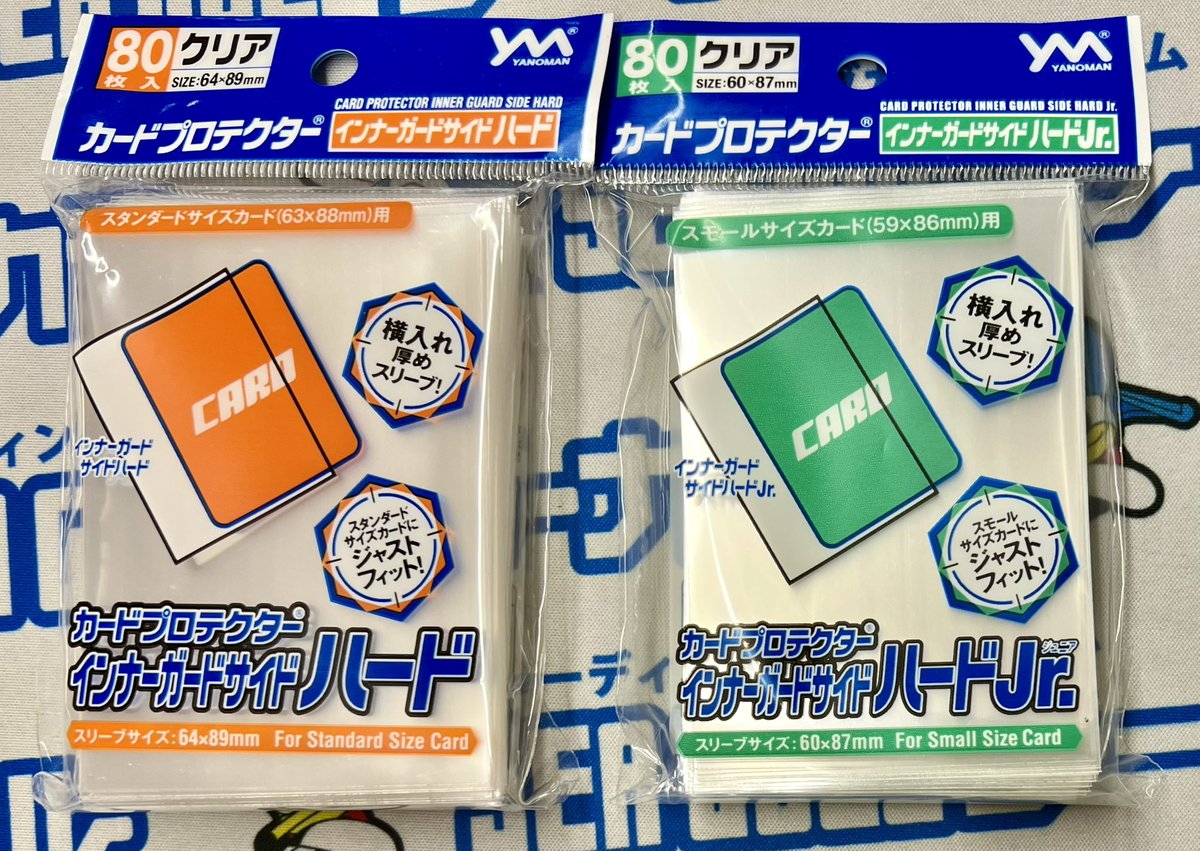 80
枚入
クリア
SIZE:64×89mm
YM®
YANOMAN
CARD PROTECTOR INNER GUARD SIDE HARD
カードプロテクター®
インナーガードサイドハード
スタンダードサイズカード(63×88mm)用
CARD
横入れ
厚め
スリーブ!
インナーガード
サイドハード
スタンダード
サイズカードに
ジャスト
フィット!
カードプロテクター®
インナーガードサイドハード
スリーブサイズ:64×89mm For Standard Size Card
80
枚入
クリア
SIZE:60×87mm
YM®
YANOMAN
CARD PROTECTOR INNER GUARD SIDE HARD Jr.
カードプロテクター®
インナーガードサイドハードJr.
スモールサイズカード(59×86mm)用
CARD
横入れ
厚め
スリーブ!
インナーガード
サイドハードJr.
スモール
サイズカードに
ジャスト
フィット!
カードプロテクター®
ジュニア
インナーガードサイドハードJr.
スリーブサイズ:60×87mm For Small Size Card